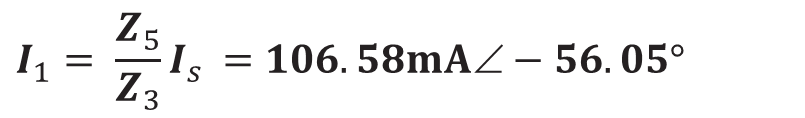 I₁ = Z₅/Z₃ Iₛ = 106.58mA∠ − 56.05°